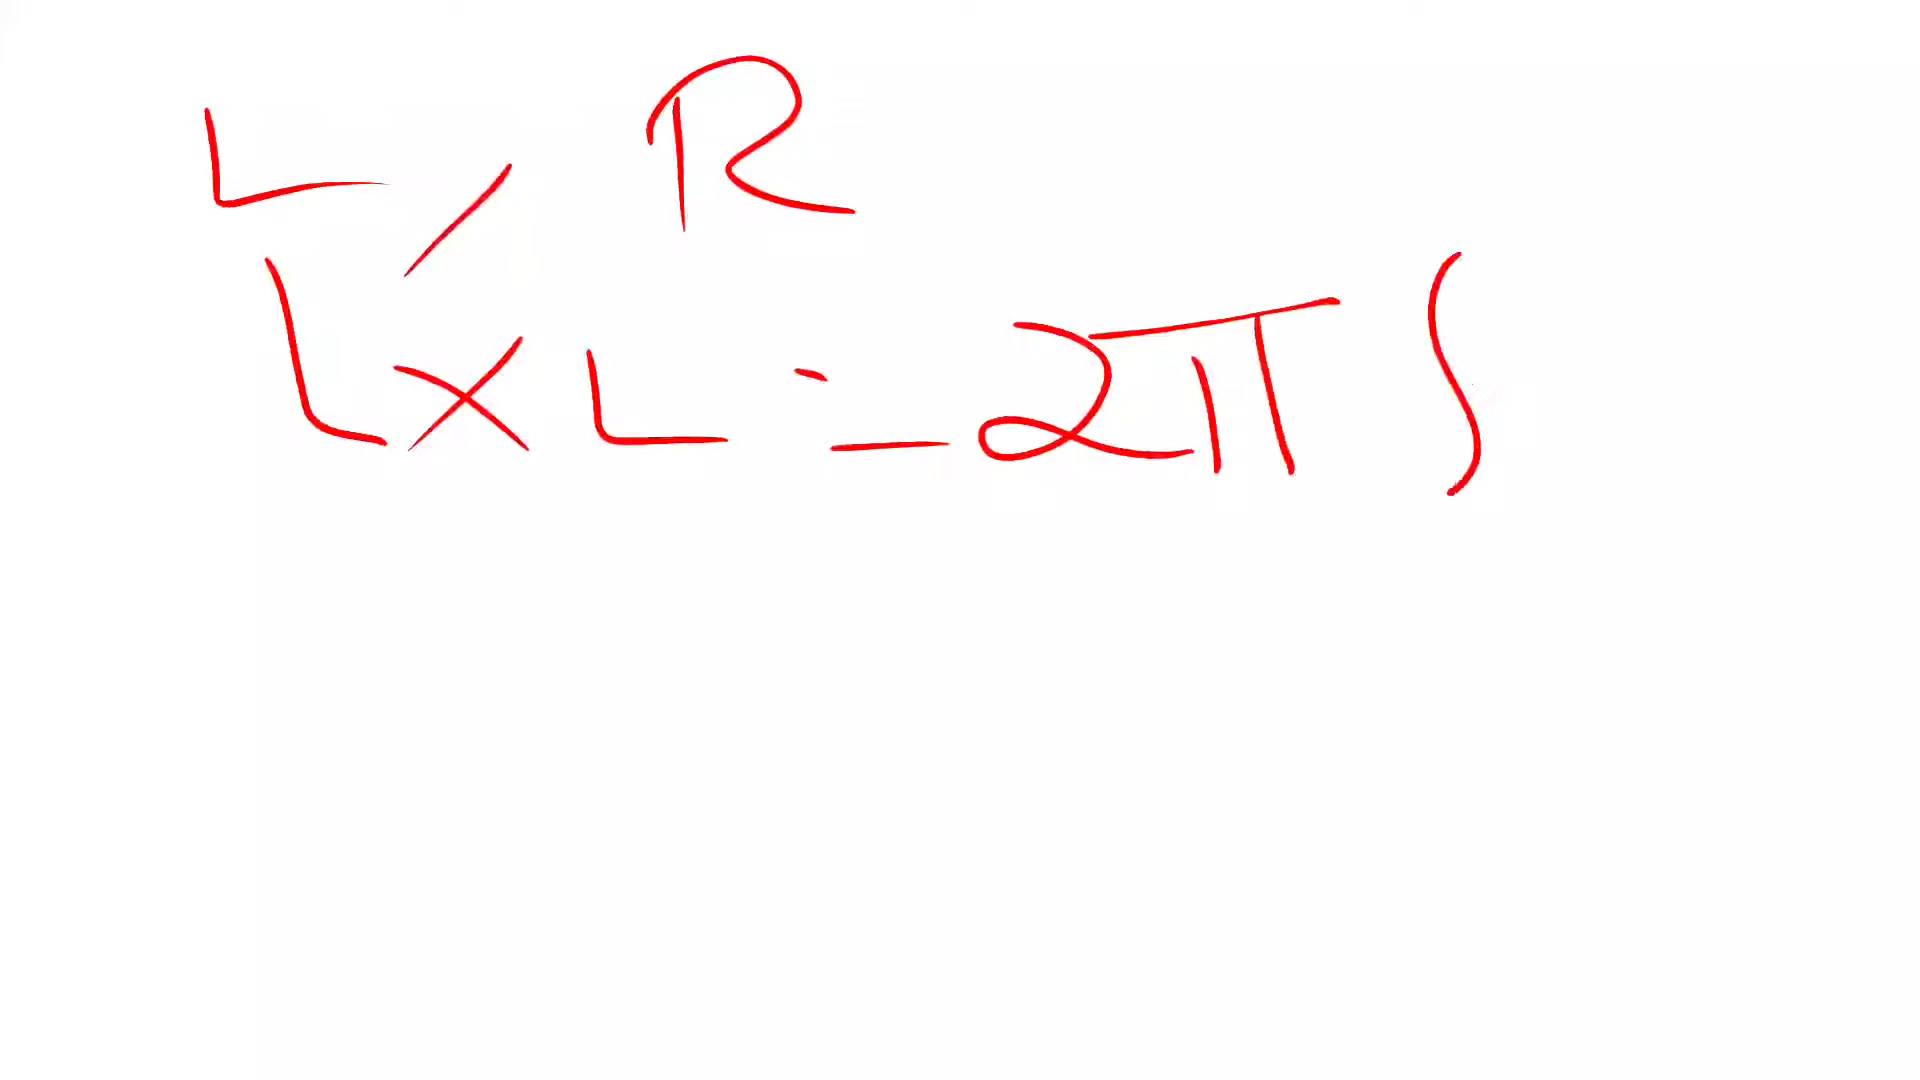 L / R
L x L = 2π ∫